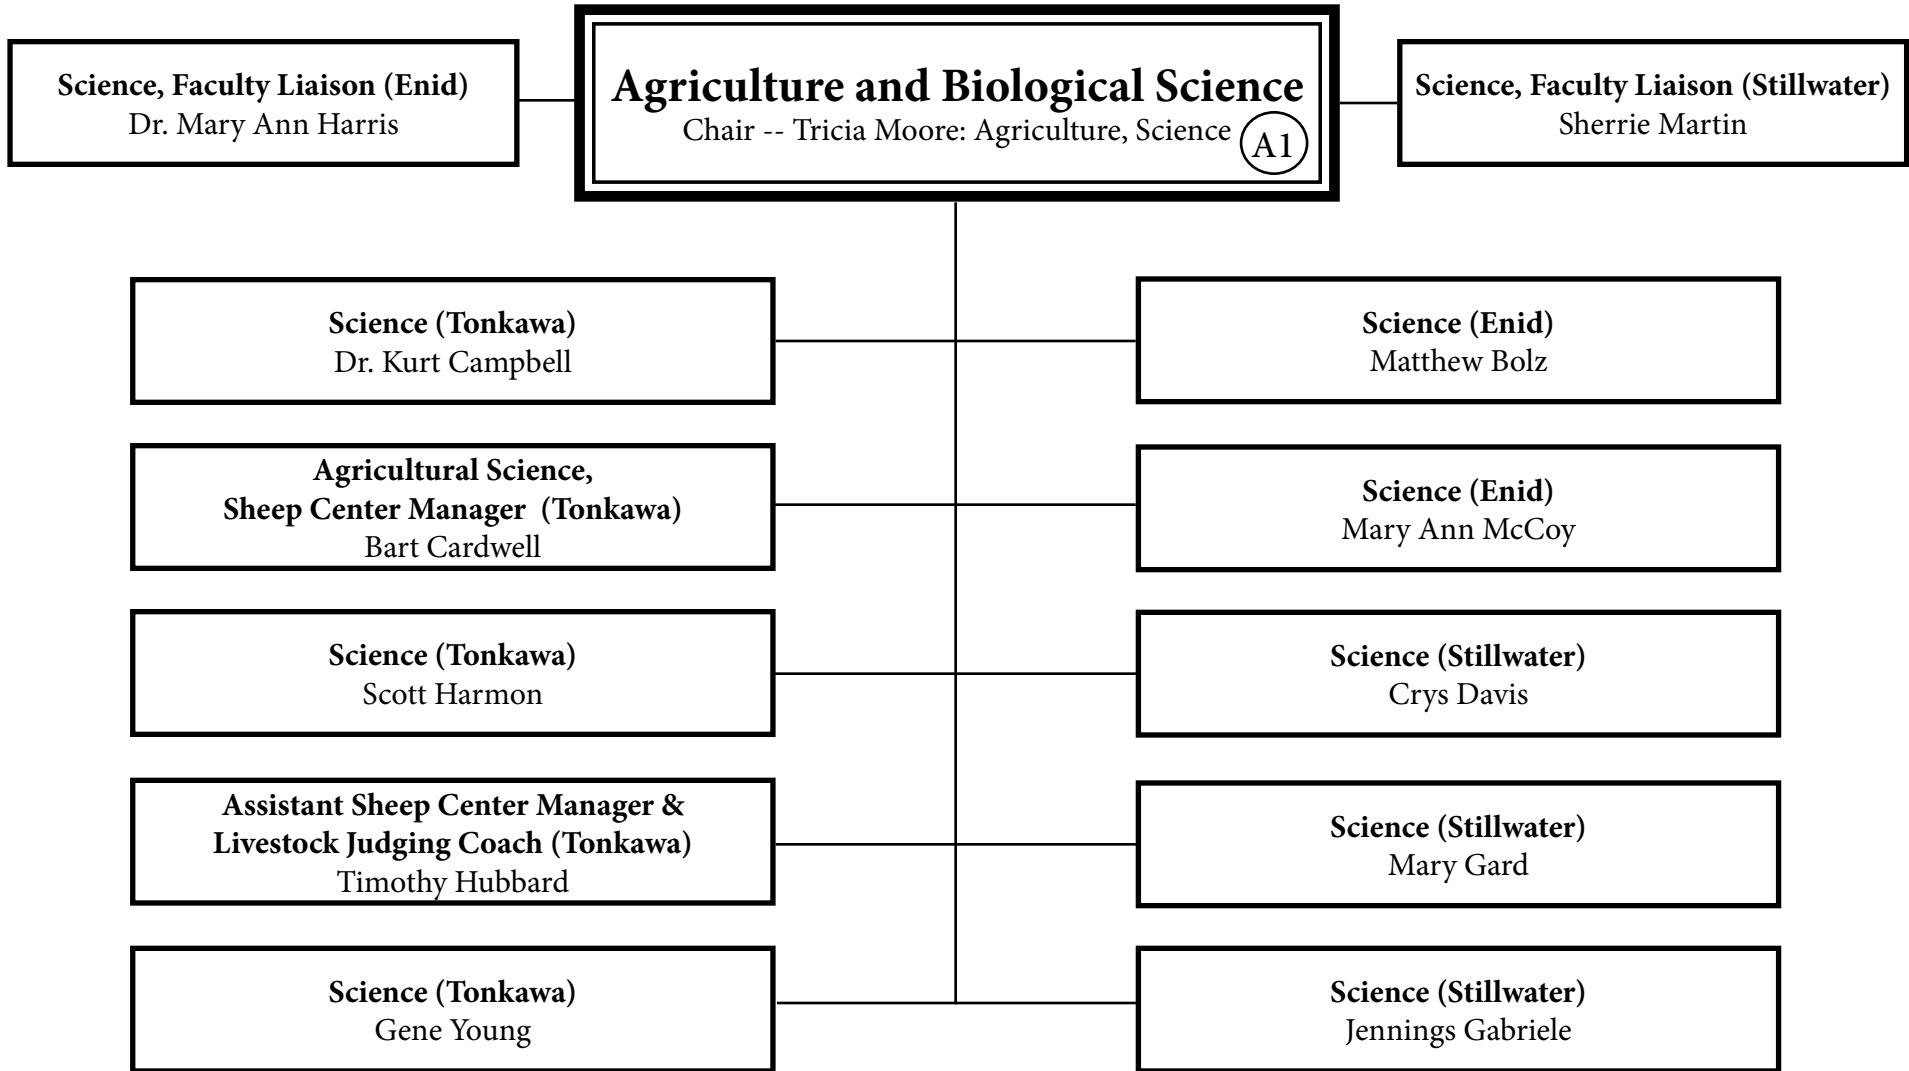 Science, Faculty Liaison (Enid)
Dr. Mary Ann Harris
Agriculture and Biological Science
Chair -- Tricia Moore: Agriculture, Science
A1
Science, Faculty Liaison (Stillwater)
Sherrie Martin
Science (Tonkawa)
Dr. Kurt Campbell
Science (Enid)
Matthew Bolz
Agricultural Science,
Sheep Center Manager (Tonkawa)
Bart Cardwell
Science (Enid)
Mary Ann McCoy
Science (Tonkawa)
Scott Harmon
Science (Stillwater)
Crys Davis
Assistant Sheep Center Manager &
Livestock Judging Coach (Tonkawa)
Timothy Hubbard
Science (Stillwater)
Mary Gard
Science (Tonkawa)
Gene Young
Science (Stillwater)
Jennings Gabriele